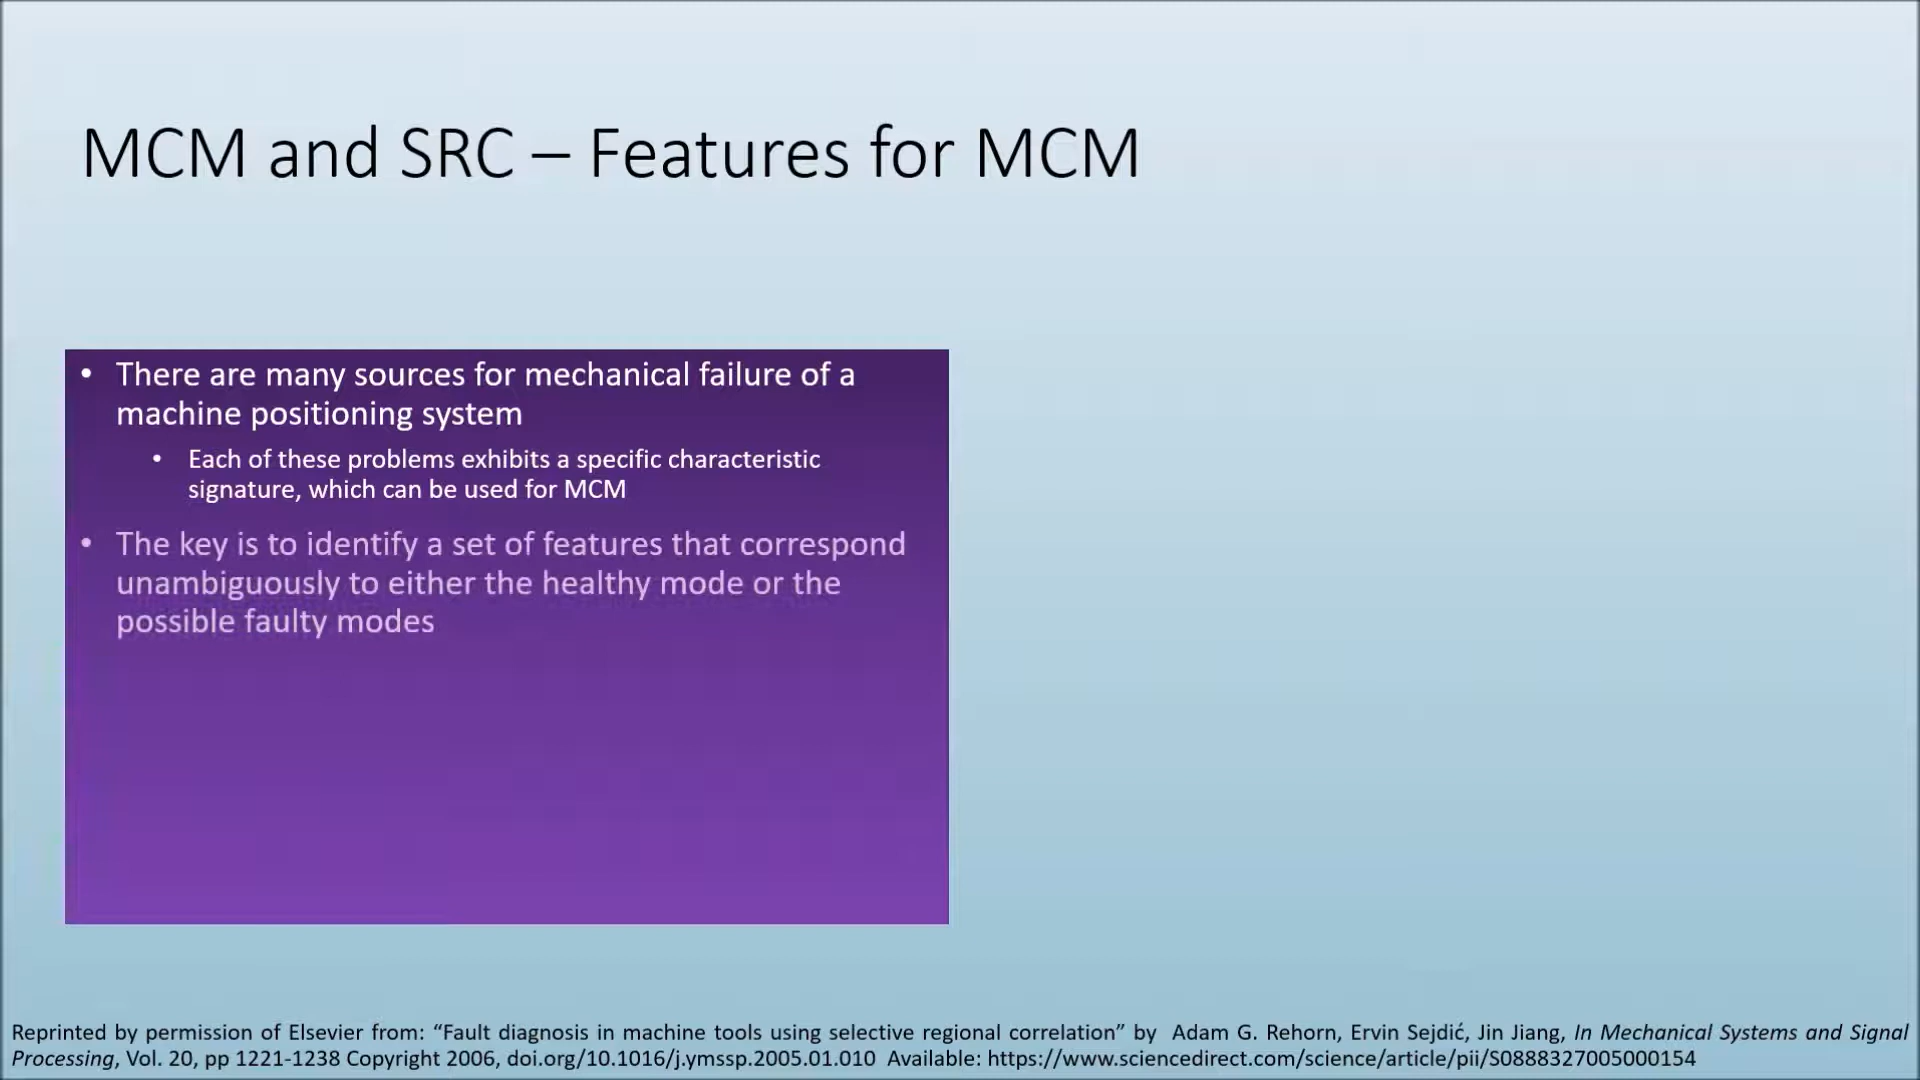 MCM and SRC – Features for MCM
• There are many sources for mechanical failure of a
machine positioning system
• Each of these problems exhibits a specific characteristic
signature, which can be used for MCM
• The key is to identify a set of features that correspond
unambiguously to either the healthy mode or the
possible faulty modes
Reprinted by permission of Elsevier from: “Fault diagnosis in machine tools using selective regional correlation” by Adam G. Rehorn, Ervin Sejdić, Jin Jiang, In Mechanical Systems and Signal
Processing, Vol. 20, pp 1221-1238 Copyright 2006, doi.org/10.1016/j.ymssp.2005.01.010 Available: https://www.sciencedirect.com/science/article/pii/S0888327005000154